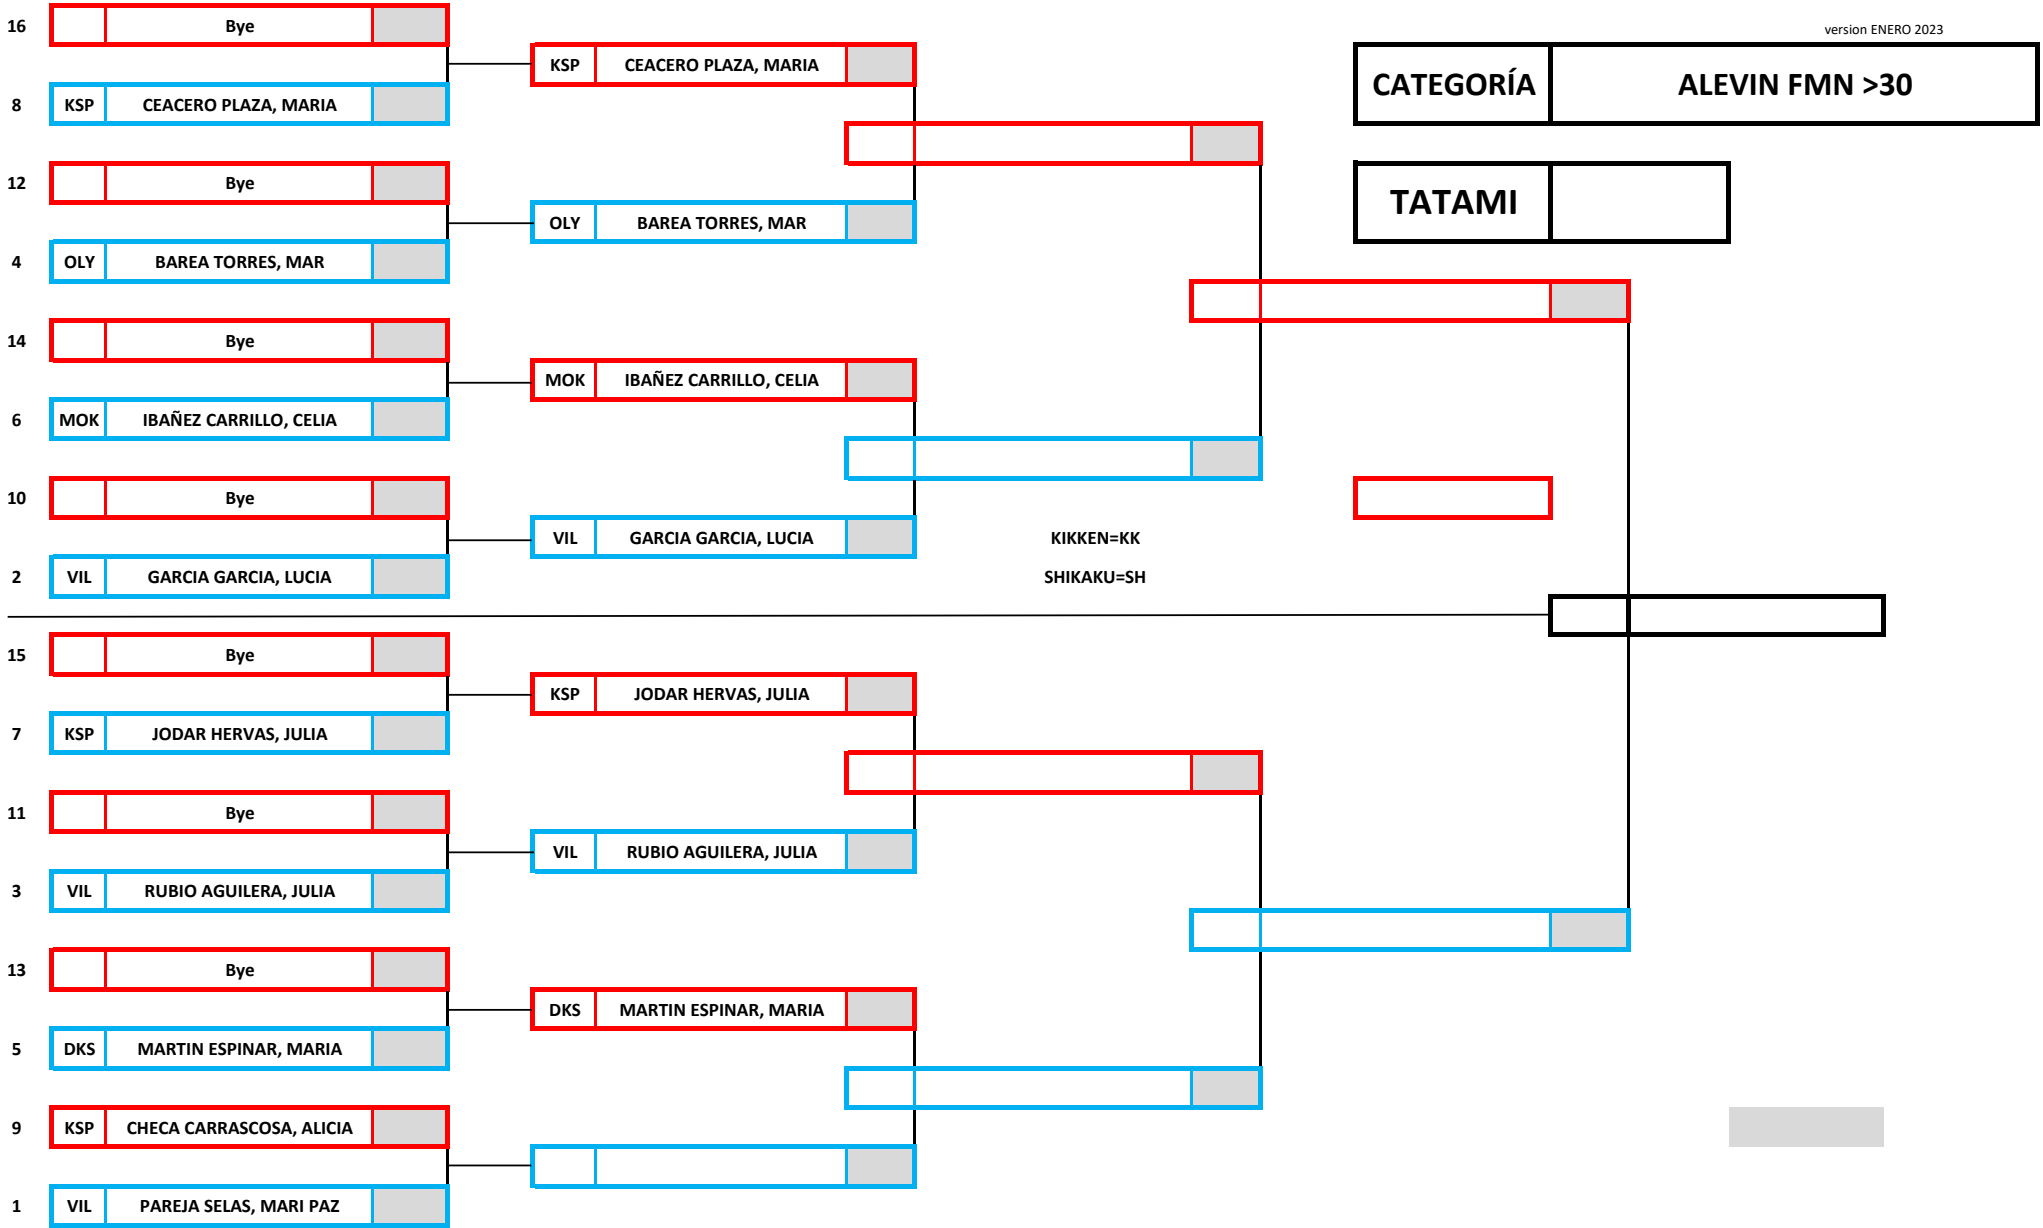 version ENERO 2023
CATEGORÍA ALEVIN FMN >30
TATAMI
16 Bye
8 KSP CEACERO PLAZA, MARIA
12 Bye
4 OLY BAREA TORRES, MAR
14 Bye
6 MOK IBAÑEZ CARRILLO, CELIA
10 Bye
2 VIL GARCIA GARCIA, LUCIA
15 Bye
7 KSP JODAR HERVAS, JULIA
11 Bye
3 VIL RUBIO AGUILERA, JULIA
13 Bye
5 DKS MARTIN ESPINAR, MARIA
9 KSP CHECA CARRASCOSA, ALICIA
1 VIL PAREJA SELAS, MARI PAZ
KSP CEACERO PLAZA, MARIA
OLY BAREA TORRES, MAR
MOK IBAÑEZ CARRILLO, CELIA
VIL GARCIA GARCIA, LUCIA
KSP JODAR HERVAS, JULIA
VIL RUBIO AGUILERA, JULIA
DKS MARTIN ESPINAR, MARIA
KIKKEN=KK
SHIKAKU=SH